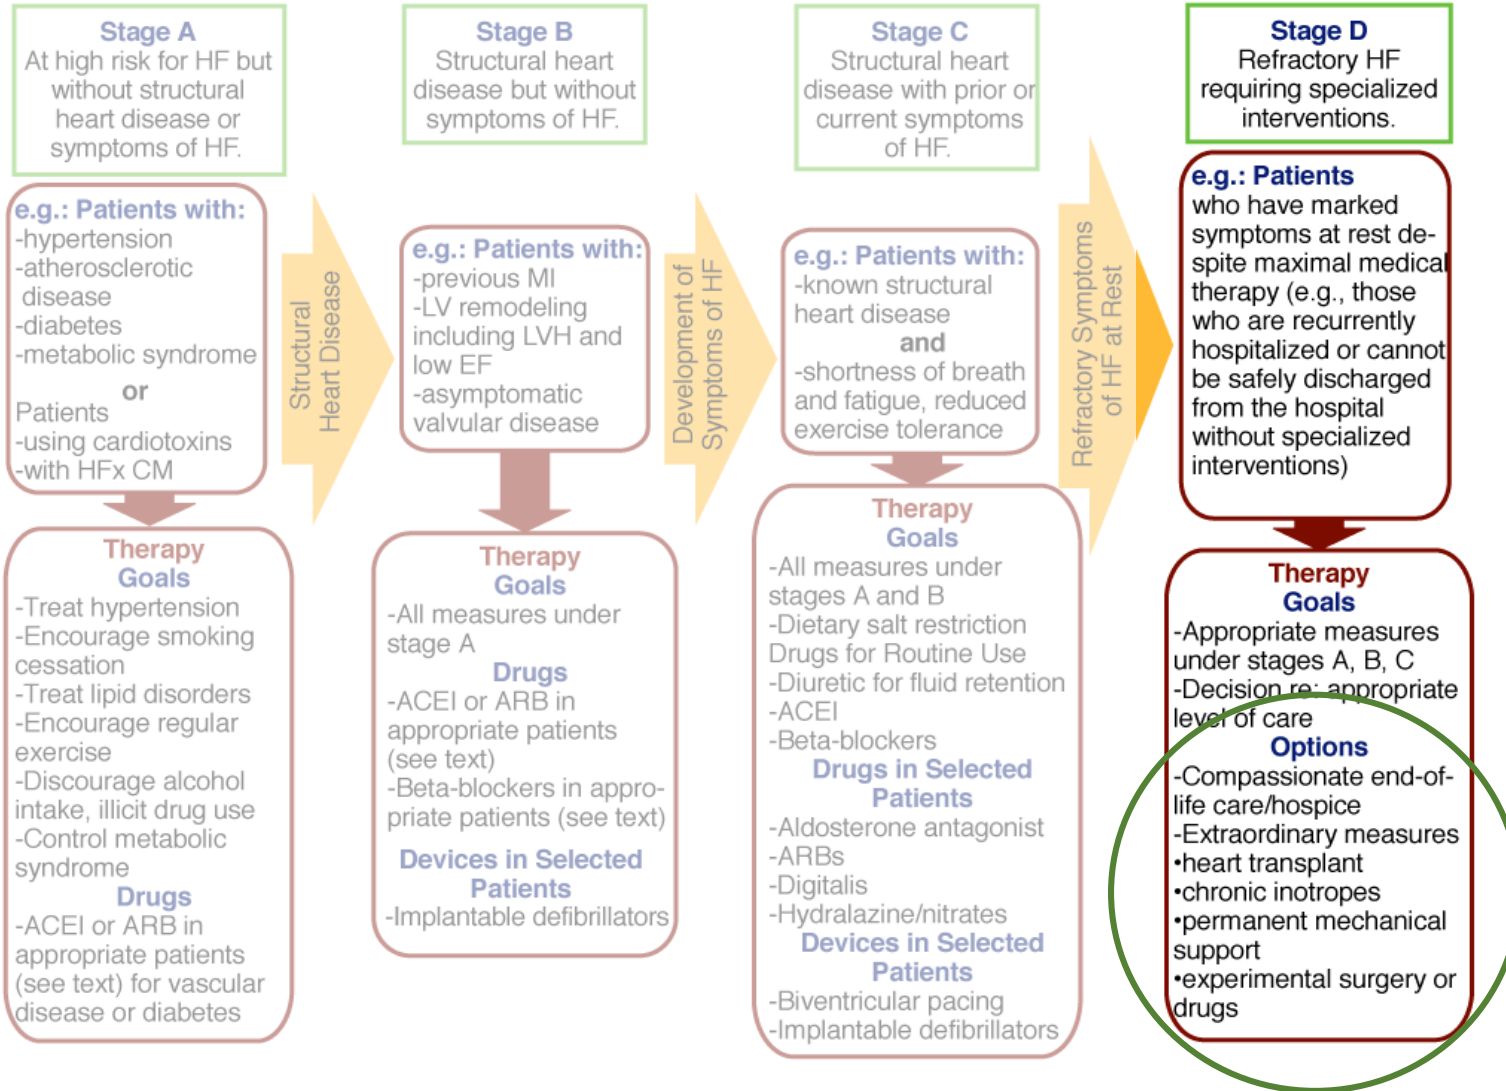 Stage A
At high risk for HF but
without structural
heart disease or
symptoms of HF.
e.g.: Patients with:
-hypertension
-atherosclerotic
disease
-diabetes
-metabolic syndrome
or
Patients
-using cardiotoxins
-with HFx CM
Therapy
Goals
-Treat hypertension
-Encourage smoking
cessation
-Treat lipid disorders
-Encourage regular
exercise
-Discourage alcohol
intake, illicit drug use
-Control metabolic
syndrome
Drugs
-ACEI or ARB in
appropriate patients
(see text) for vascular
disease or diabetes
Structural
Heart Disease
Stage B
Structural heart
disease but without
symptoms of HF.
e.g.: Patients with:
-previous MI
-LV remodeling
including LVH and
low EF
-asymptomatic
valvular disease
Therapy
Goals
-All measures under
stage A
Drugs
-ACEI or ARB in
appropriate patients
(see text)
-Beta-blockers in appro-
priate patients (see text)
Devices in Selected
Patients
-Implantable defibrillators
Development of
Symptoms of HF
Stage C
Structural heart
disease with prior or
current symptoms
of HF.
e.g.: Patients with:
-known structural
heart disease
and
-shortness of breath
and fatigue, reduced
exercise tolerance
Therapy
Goals
-All measures under
stages A and B
-Dietary salt restriction
Drugs for Routine Use
-Diuretic for fluid retention
-ACEI
-Beta-blockers
Drugs in Selected
Patients
-Aldosterone antagonist
-ARBs
-Digitalis
-Hydralazine/nitrates
Devices in Selected
Patients
-Biventricular pacing
-Implantable defibrillators
Refractory Symptoms
of HF at Rest
Stage D
Refractory HF
requiring specialized
interventions.
e.g.: Patients
who have marked
symptoms at rest de-
spite maximal medical
therapy (e.g., those
who are recurrently
hospitalized or cannot
be safely discharged
from the hospital
without specialized
interventions)
Therapy
Goals
-Appropriate measures
under stages A, B, C
-Decision re: appropriate
level of care
Options
-Compassionate end-of-
life care/hospice
-Extraordinary measures
•heart transplant
•chronic inotropes
•permanent mechanical
support
•experimental surgery or
drugs